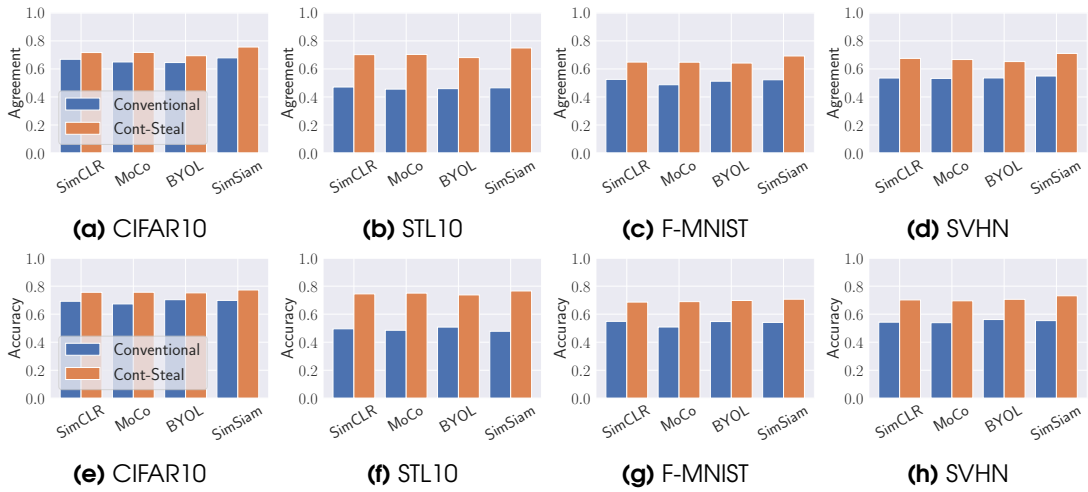 Agreement
1.0
0.8
0.6
0.4
0.2
0.0
Conventional
Cont-Steal
SimCLR
MoCo
BYOL
SimSiam
(a) CIFAR10
Agreement
1.0
0.8
0.6
0.4
0.2
0.0
SimCLR
MoCo
BYOL
SimSiam
(b) STL10
Agreement
1.0
0.8
0.6
0.4
0.2
0.0
SimCLR
MoCo
BYOL
SimSiam
(c) F-MNIST
Agreement
1.0
0.8
0.6
0.4
0.2
0.0
SimCLR
MoCo
BYOL
SimSiam
(d) SVHN
Accuracy
1.0
0.8
0.6
0.4
0.2
0.0
Conventional
Cont-Steal
SimCLR
MoCo
BYOL
SimSiam
(e) CIFAR10
Accuracy
1.0
0.8
0.6
0.4
0.2
0.0
SimCLR
MoCo
BYOL
SimSiam
(f) STL10
Accuracy
1.0
0.8
0.6
0.4
0.2
0.0
SimCLR
MoCo
BYOL
SimSiam
(g) F-MNIST
Accuracy
1.0
0.8
0.6
0.4
0.2
0.0
SimCLR
MoCo
BYOL
SimSiam
(h) SVHN